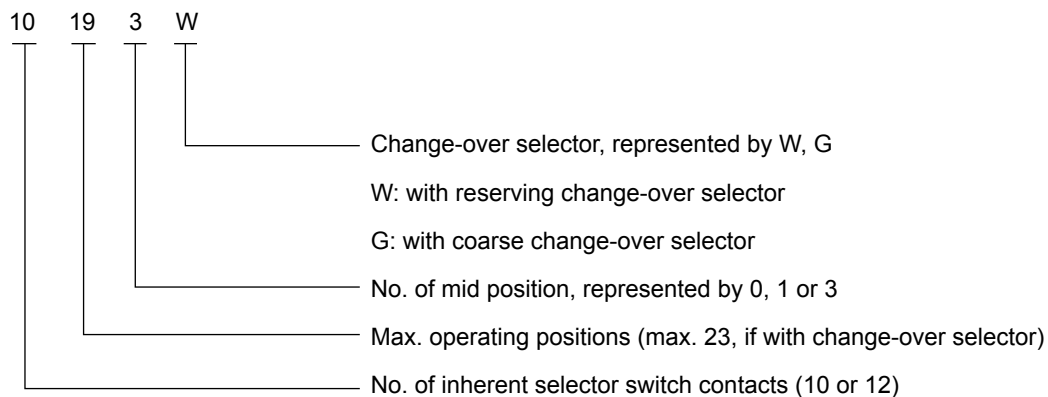 10 19 3 W
Change-over selector, represented by W, G
W: with reserving change-over selector
G: with coarse change-over selector
No. of mid position, represented by 0, 1 or 3
Max. operating positions (max. 23, if with change-over selector)
No. of inherent selector switch contacts (10 or 12)